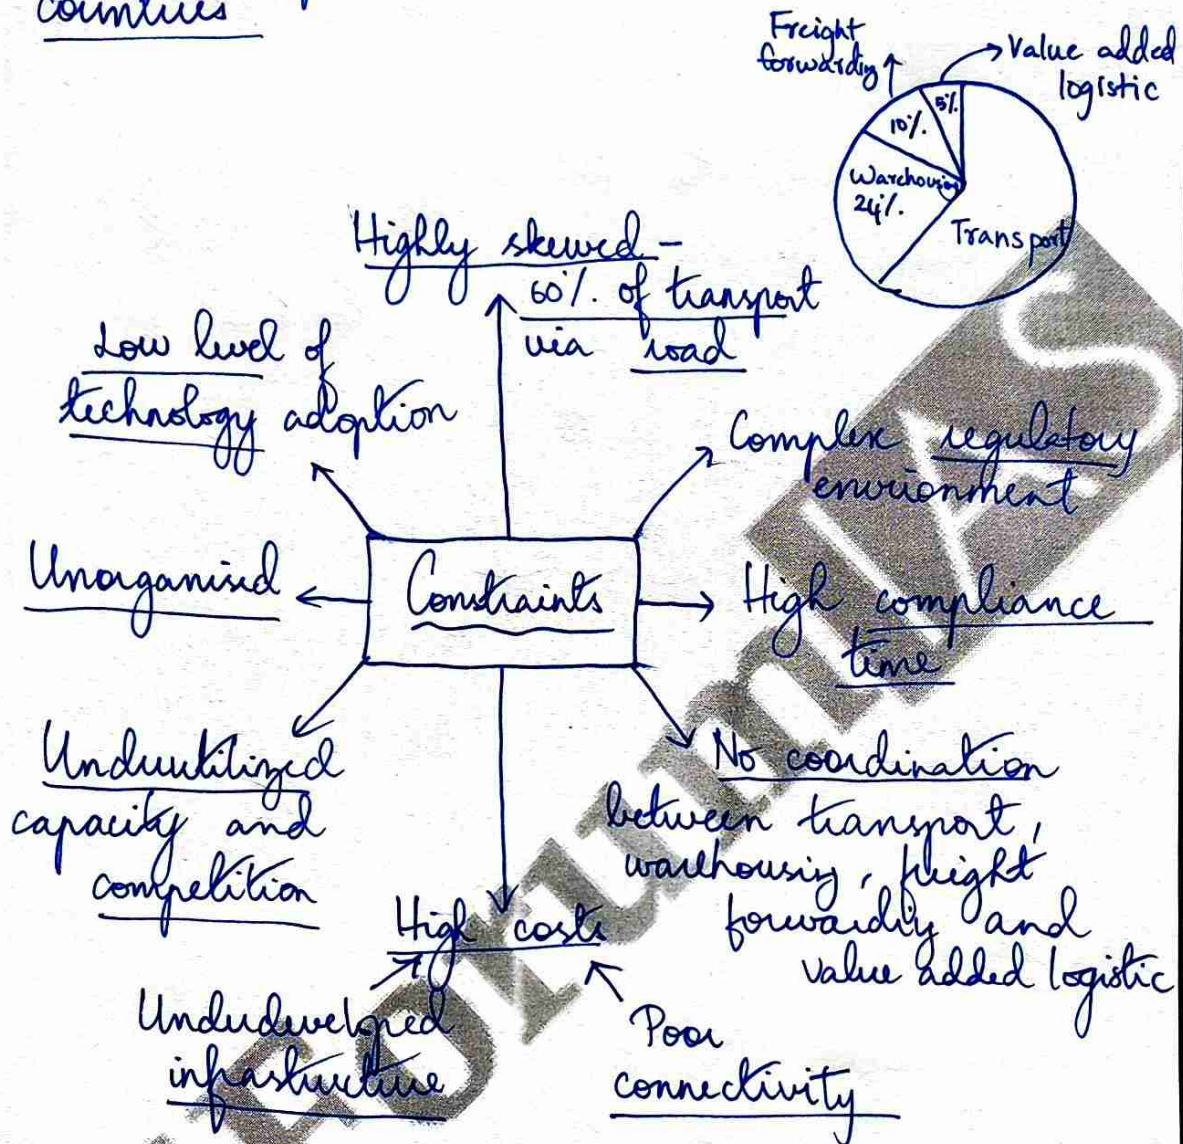 countries
Freight
forwarding
Value added
logistic
5%
10%.
Warehousing
24%.
Transport
Highly skewed -
60%. of transport
via road
Low level of
technology adoption
Complex regulatory
environment
Unorganised
Constraints
High compliance
time
Underutilized
capacity and
competition
No coordination
between transport,
warehousing, freight
forwarding and
value added logistic
High costs
Underdeveloped
infrastructure
Poor
connectivity
ForumIAS